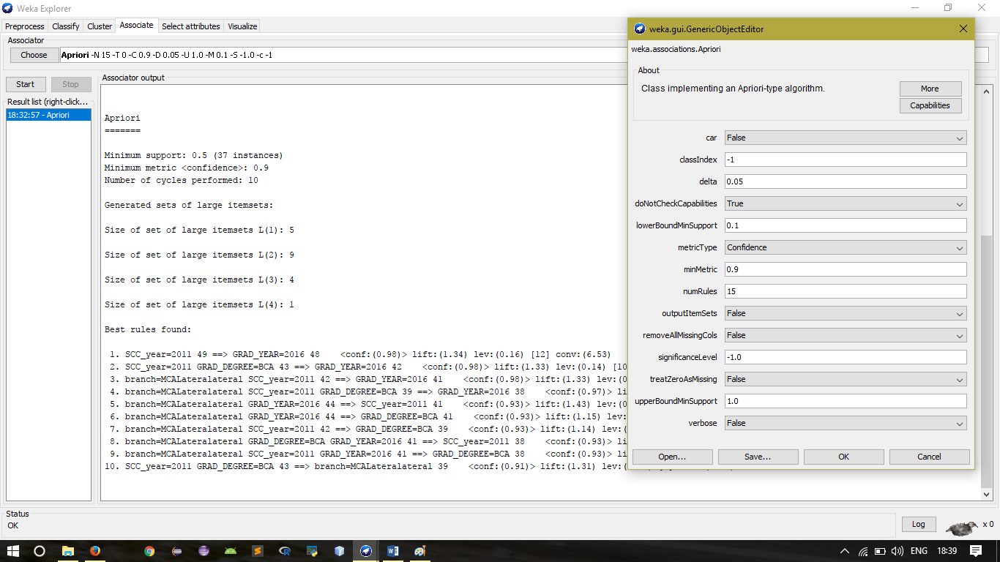 Weka Explorer
Preprocess Classify Cluster Associate Select attributes Visualize
Associator
Choose Apriori -N 15 -T 0 -C 0.9 -D 0.05 -U 1.0 -M 0.1 -S -1.0 -c -1
Start Stop
Result list (right-click...
18:32:57 - Apriori
Associator output
Apriori
=======
Minimum support: 0.5 (37 instances)
Minimum metric <confidence>: 0.9
Number of cycles performed: 10
Generated sets of large itemsets:
Size of set of large itemsets L(1): 5
Size of set of large itemsets L(2): 9
Size of set of large itemsets L(3): 4
Size of set of large itemsets L(4): 1
Best rules found:
1. SCC_year=2011 49 ==> GRAD_YEAR=2016 48 <conf:(0.98)> lift:(1.34) lev:(0.16) [12] conv:(6.53)
2. SCC_year=2011 GRAD_DEGREE=BCA 43 ==> GRAD_YEAR=2016 42 <conf:(0.98)> lift:(1.33) lev:(0.14) [10
3. branch=MCALateralateral SCC_year=2011 42 ==> GRAD_YEAR=2016 41 <conf:(0.98)> lift:(1.33) lev:(0
4. branch=MCALateralateral SCC_year=2011 GRAD_DEGREE=BCA 39 ==> GRAD_YEAR=2016 38 <conf:(0.97)> li
5. branch=MCALateralateral GRAD_YEAR=2016 44 ==> SCC_year=2011 41 <conf:(0.93)> lift:(1.43) lev:(0
6. branch=MCALateralateral GRAD_YEAR=2016 44 ==> GRAD_DEGREE=BCA 41 <conf:(0.93)> lift:(1.15) lev:
7. branch=MCALateralateral SCC_year=2011 42 ==> GRAD_DEGREE=BCA 39 <conf:(0.93)> lift:(1.14) lev:(
8. branch=MCALateralateral GRAD_DEGREE=BCA GRAD_YEAR=2016 41 ==> SCC_year=2011 38 <conf:(0.93)> li
9. branch=MCALateralateral SCC_year=2011 GRAD_YEAR=2016 41 ==> GRAD_DEGREE=BCA 38 <conf:(0.93)> li
10. SCC_year=2011 GRAD_DEGREE=BCA 43 ==> branch=MCALateralateral 39 <conf:(0.91)> lift:(1.31) lev:(
weka.gui.GenericObjectEditor
weka.associations.Apriori
About
Class implementing an Apriori-type algorithm.
More
Capabilities
car False
classIndex -1
delta 0.05
doNotCheckCapabilities True
lowerBoundMinSupport 0.1
metricType Confidence
minMetric 0.9
numRules 15
outputItemSets False
removeAllMissingCols False
significanceLevel -1.0
treatZeroAsMissing False
upperBoundMinSupport 1.0
verbose False
Open... Save... OK Cancel
Status
OK
Log x 0
ENG 18:39